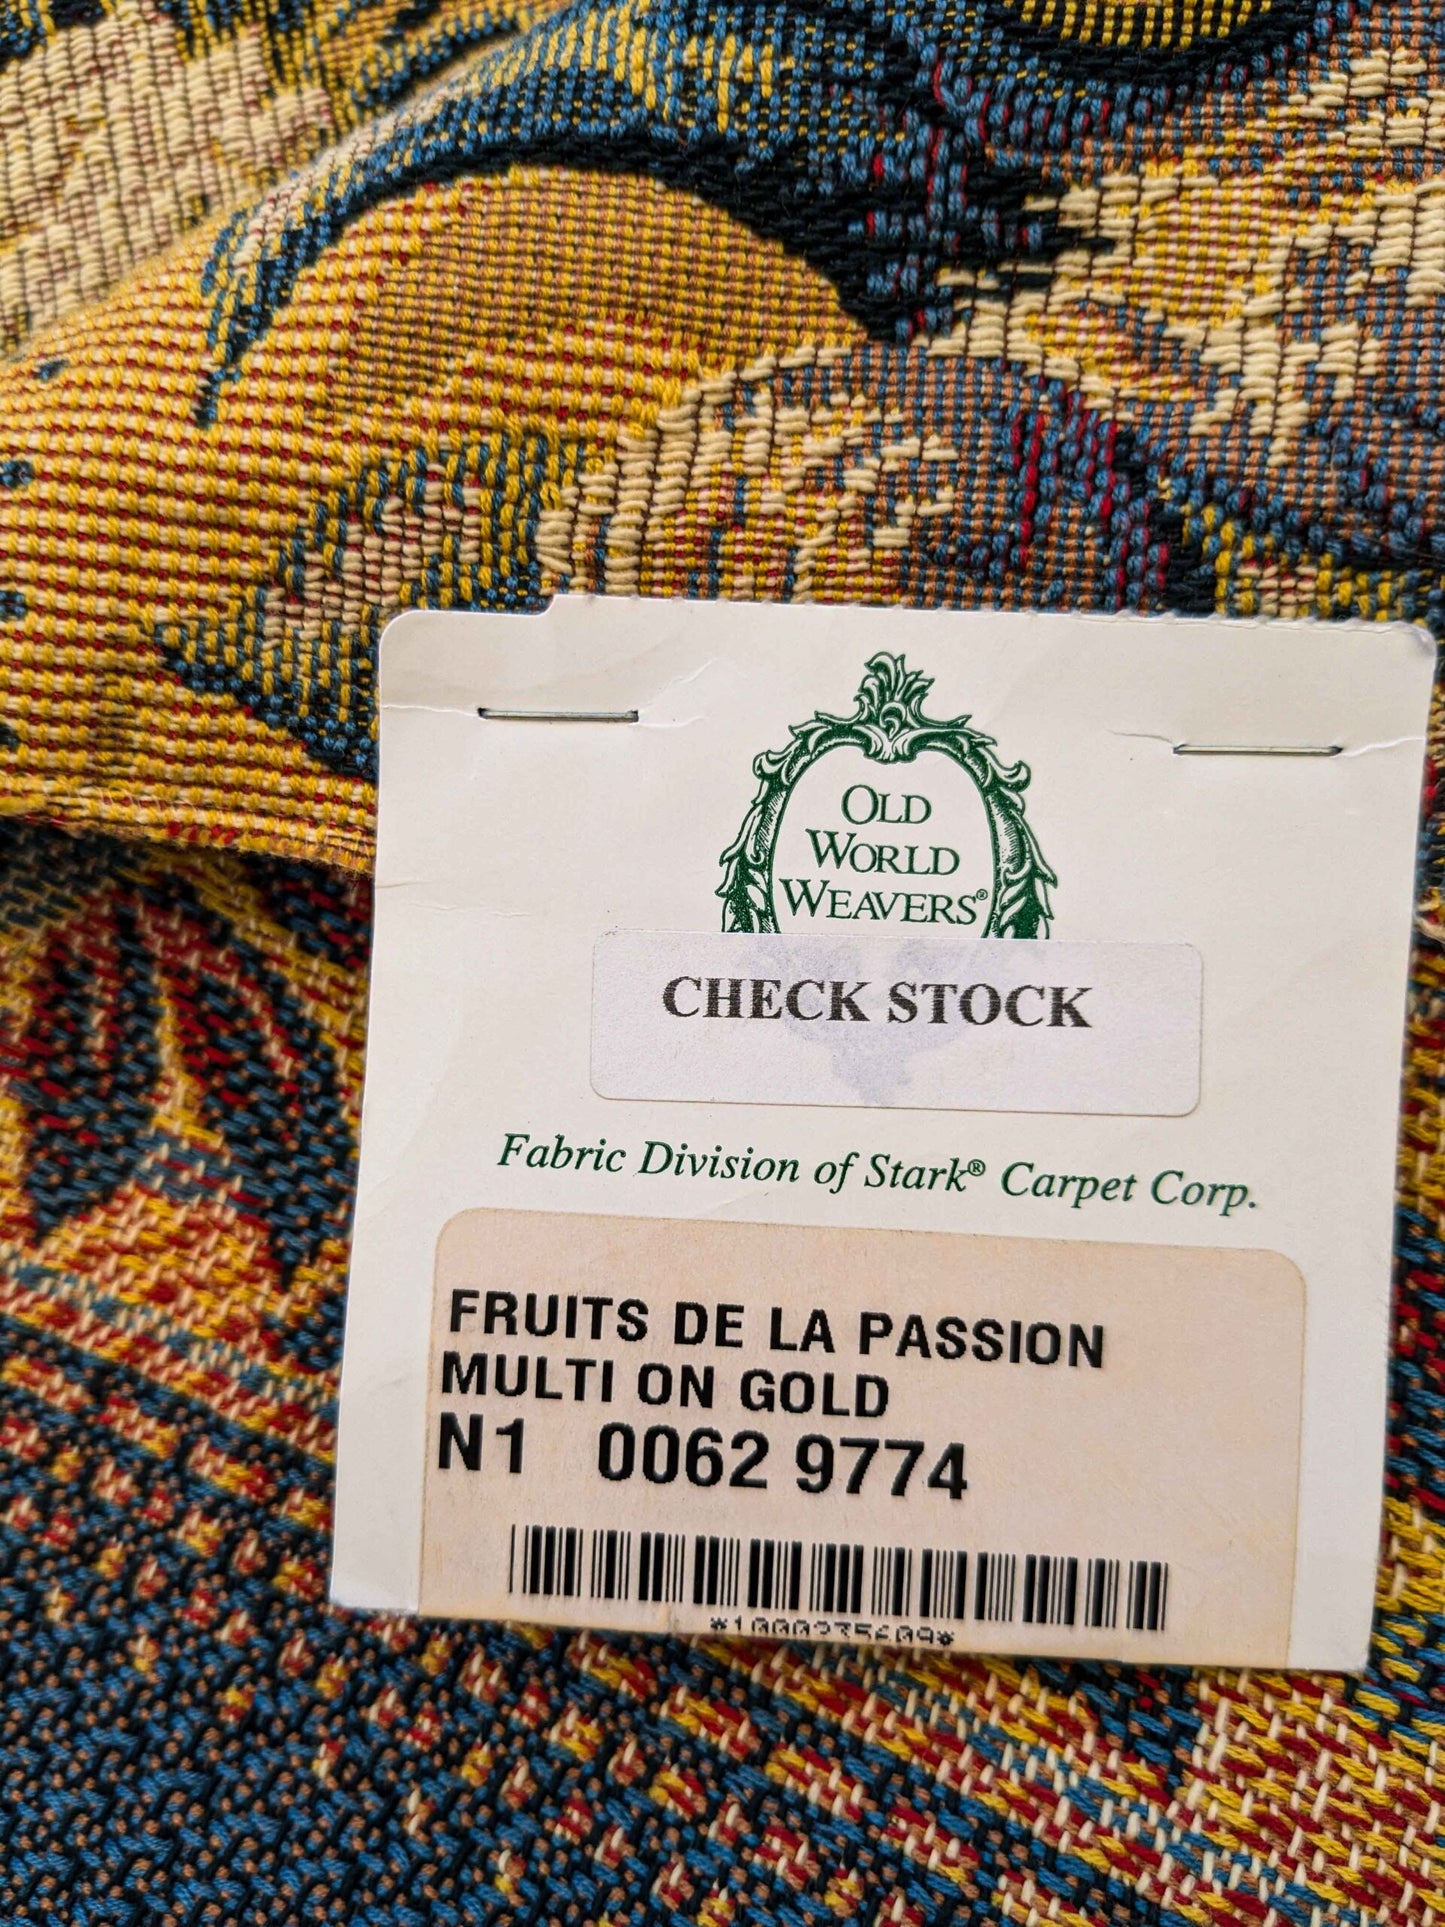 OLD
WORLD
WEAVERS®
CHECK STOCK
Fabric Division of Stark® Carpet Corp.
FRUITS DE LA PASSION
MULTI ON GOLD
N1 0062 9774